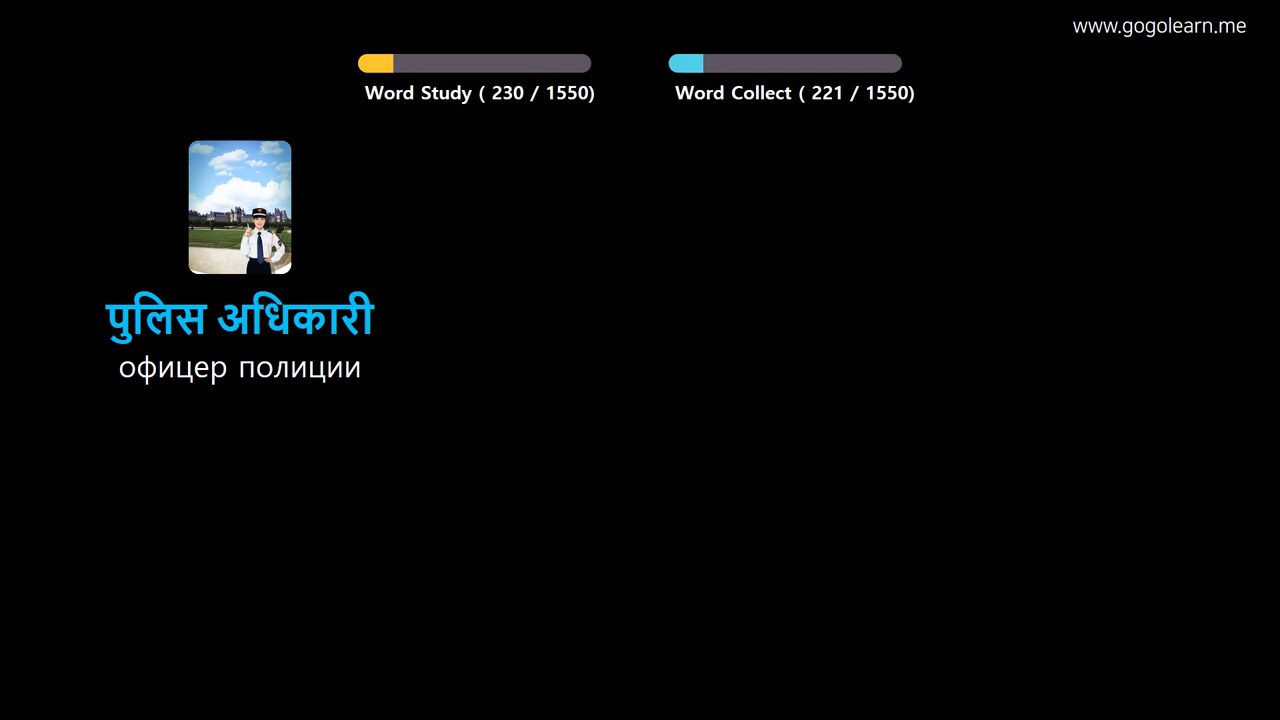 www.gogolearn.me
Word Study ( 230 / 1550)
Word Collect ( 221 / 1550)
पुलिस अधिकारी
офицер полиции